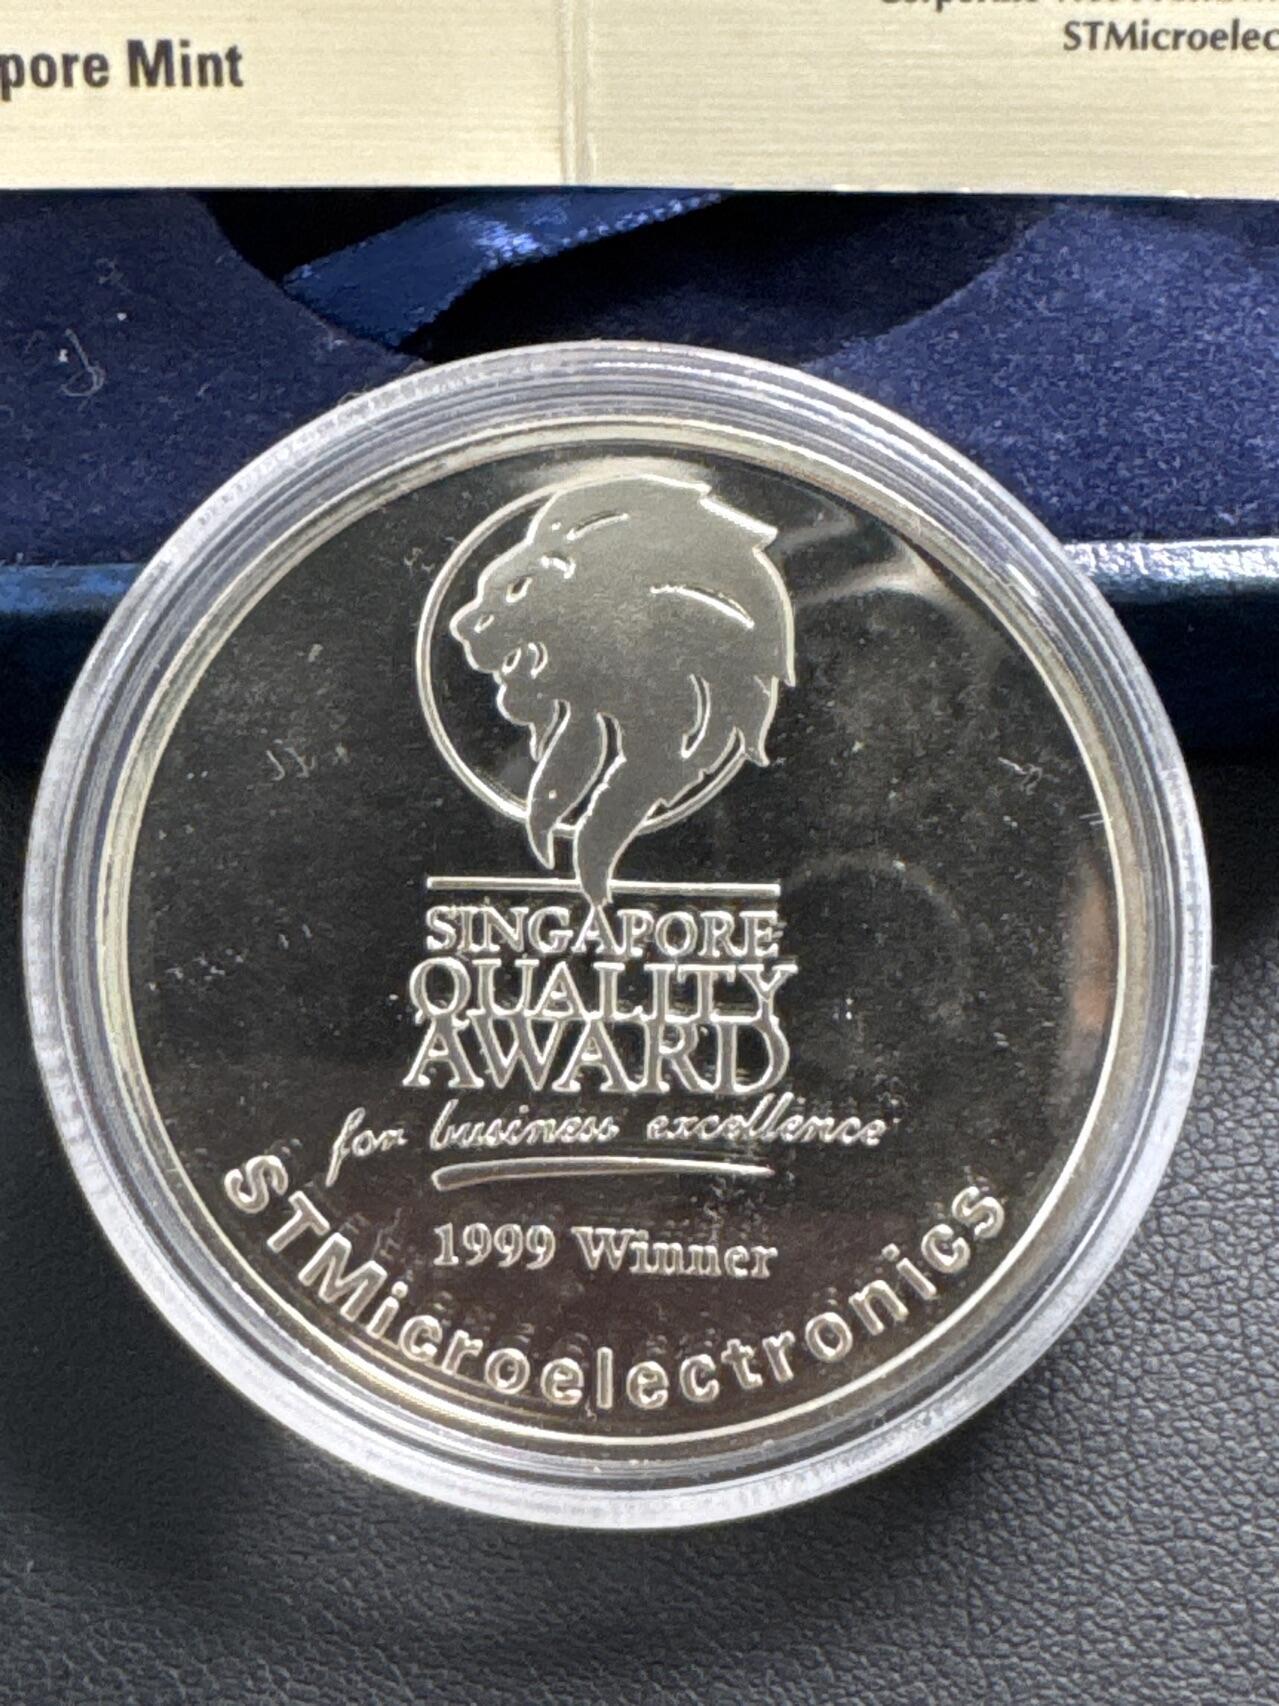 pore Mint
STMicroelec
SINGAPORE
QUALITY
AWARD
for business excellence
1999 Winner
STMicroelectronics